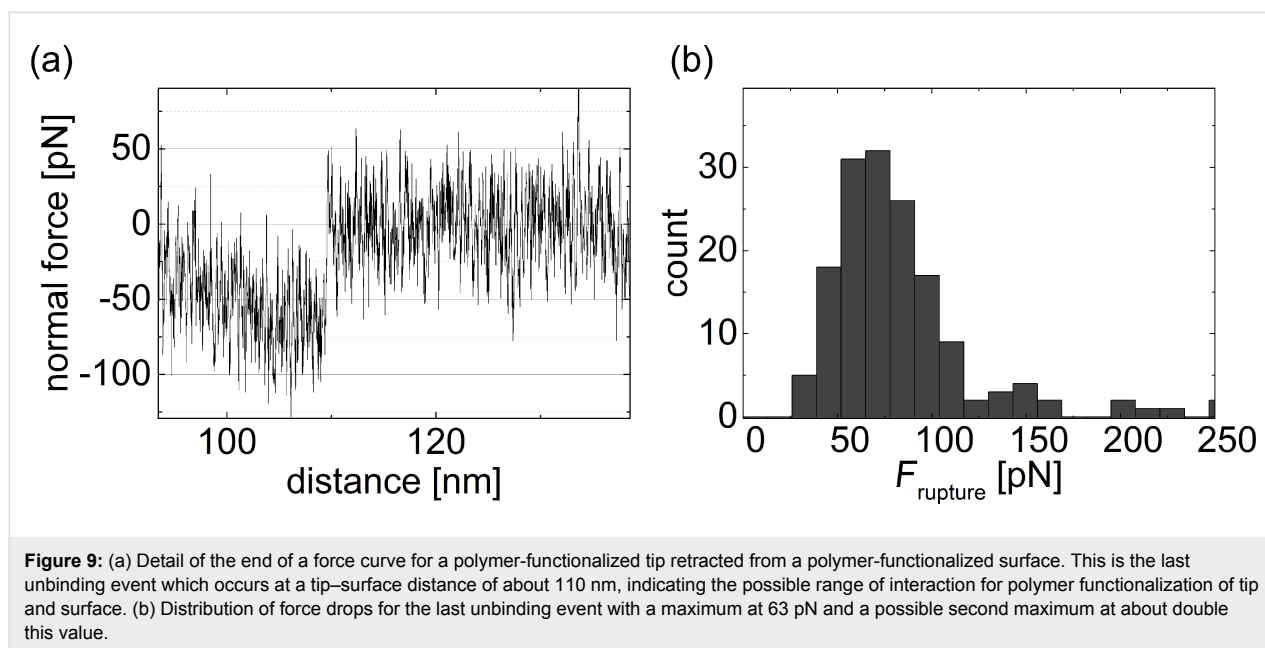 (a)
(b)
50
0
-50
-100
normal force [pN]
100
120
distance [nm]
30
20
10
0
count
0
50
100
150
200
250
F rupture [pN]
Figure 9: (a) Detail of the end of a force curve for a polymer-functionalized tip retracted from a polymer-functionalized surface. This is the last
unbinding event which occurs at a tip–surface distance of about 110 nm, indicating the possible range of interaction for polymer functionalization of tip
and surface. (b) Distribution of force drops for the last unbinding event with a maximum at 63 pN and a possible second maximum at about double
this value.